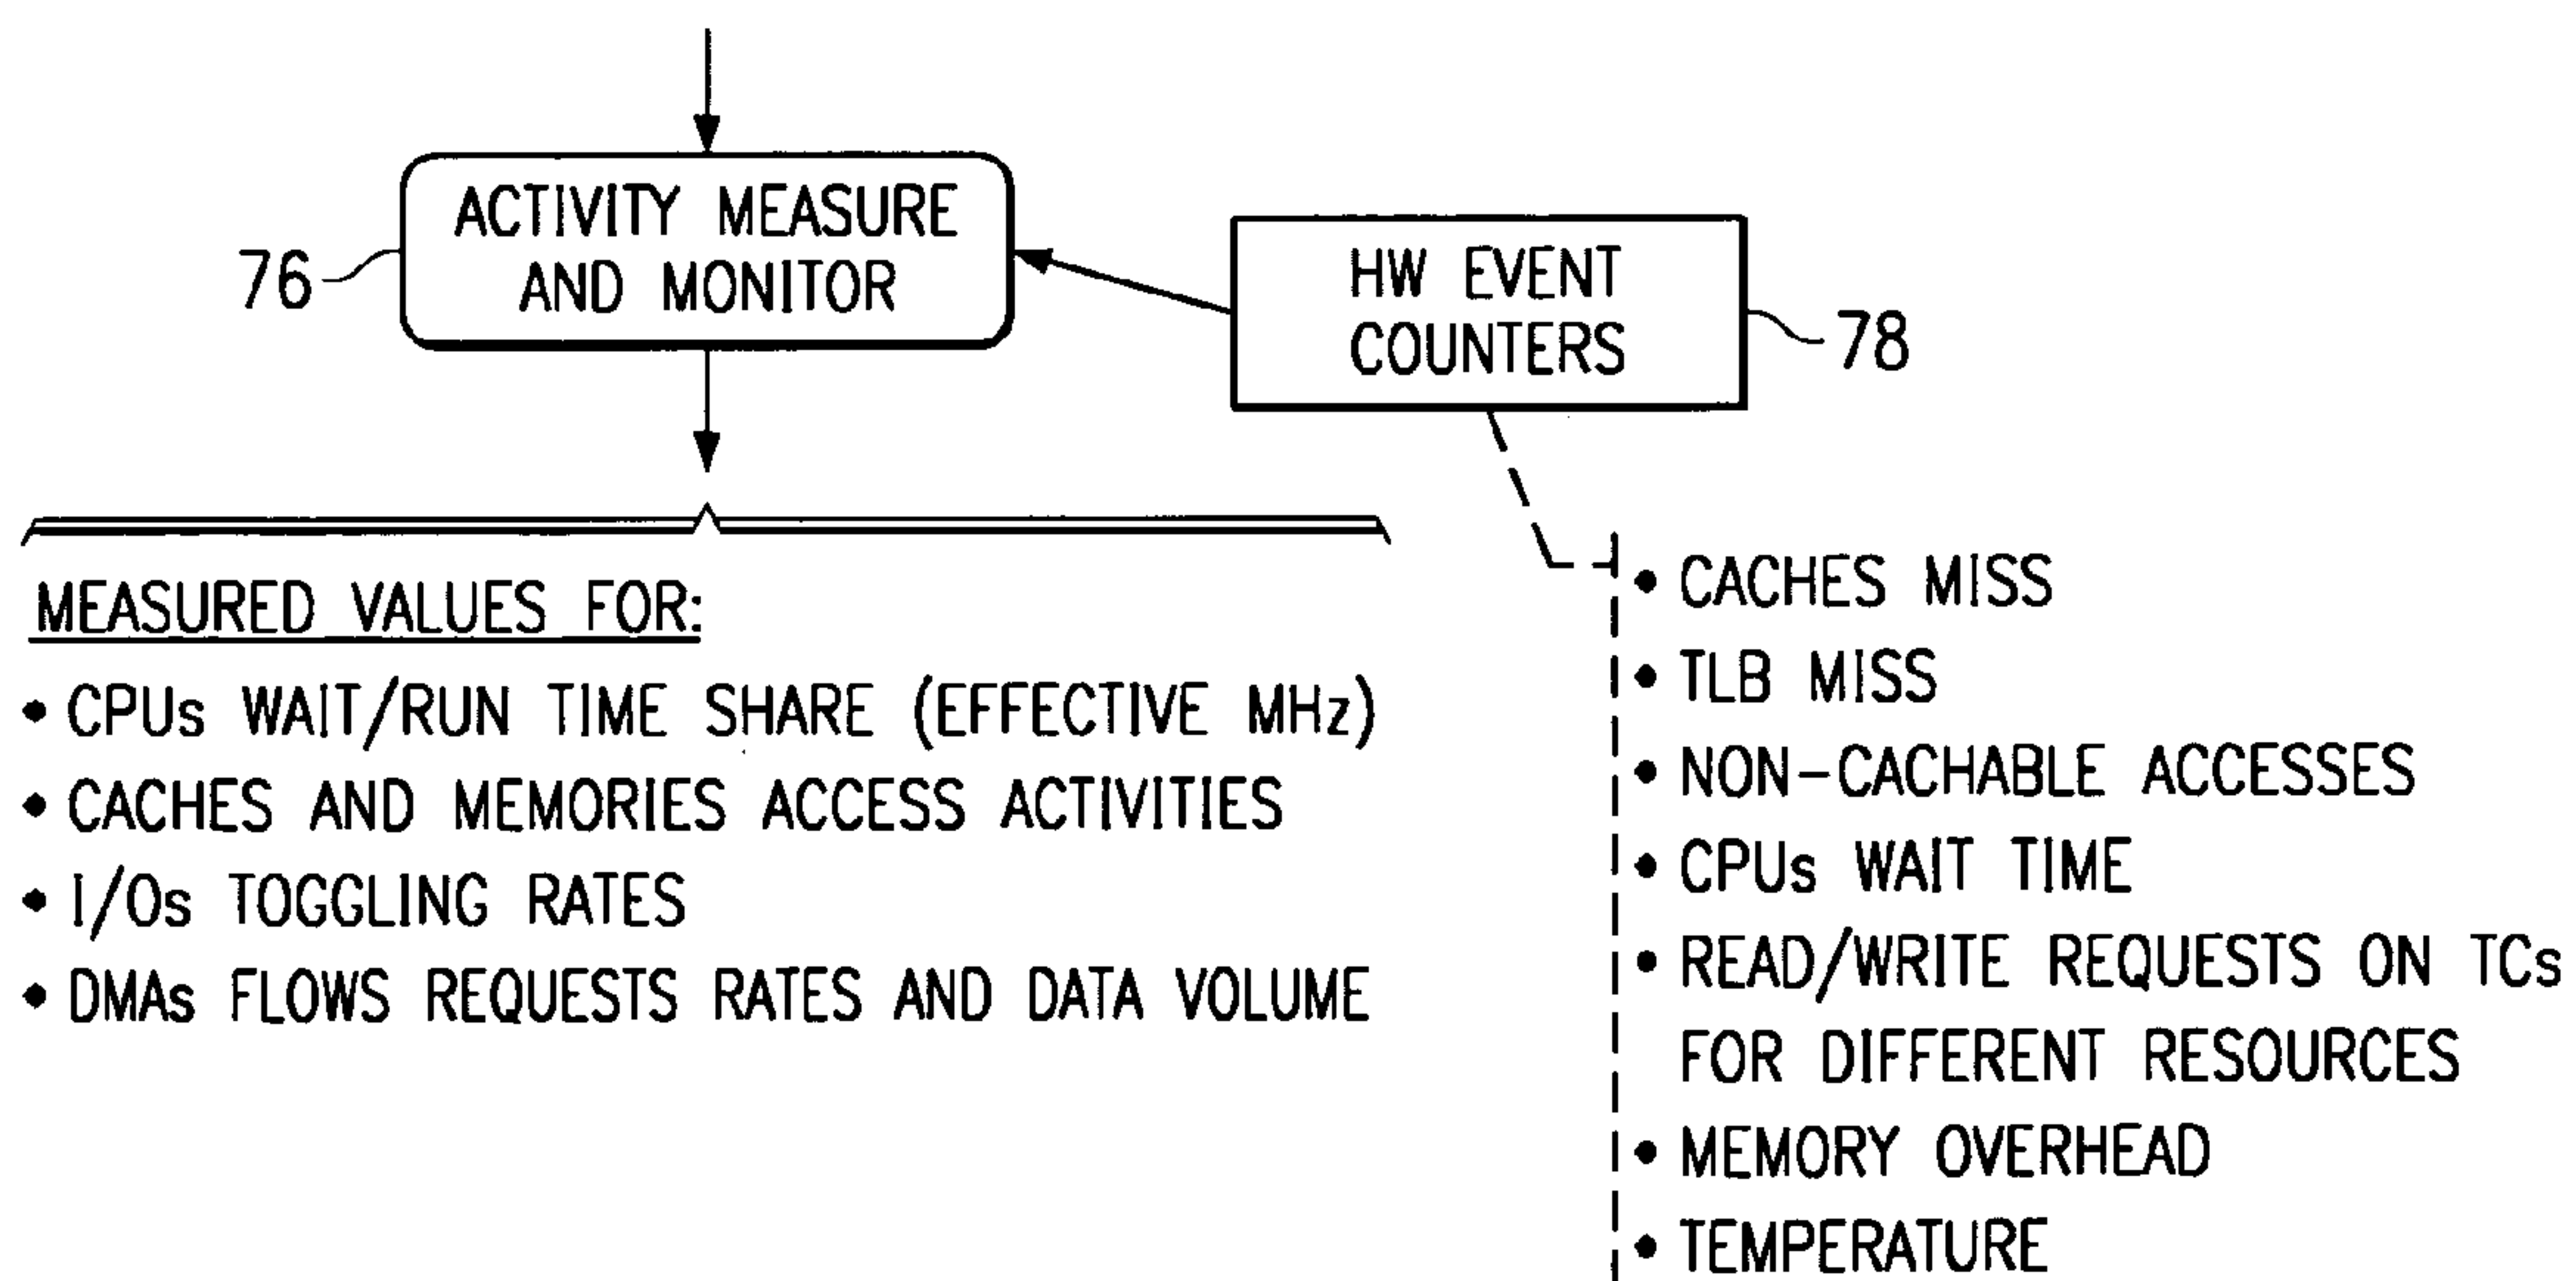 ACTIVITY MEASURE
AND MONITOR
76
HW EVENT
COUNTERS
78
MEASURED VALUES FOR:
• CPUs WAIT/RUN TIME SHARE (EFFECTIVE MHz)
• CACHES AND MEMORIES ACCESS ACTIVITIES
• I/Os TOGGLING RATES
• DMAs FLOWS REQUESTS RATES AND DATA VOLUME
• CACHES MISS
• TLB MISS
• NON-CACHABLE ACCESSES
• CPUs WAIT TIME
• READ/WRITE REQUESTS ON TCs
FOR DIFFERENT RESOURCES
• MEMORY OVERHEAD
• TEMPERATURE